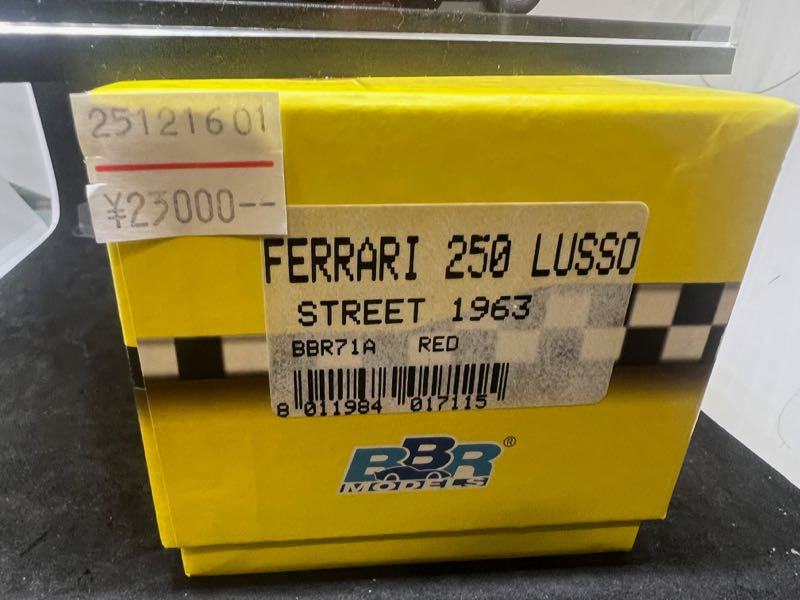 25121601
¥23000--
FERRARI 250 LUSSO
STREET 1963
BBR71A RED
8 011984 017115
BBR®
MODELS